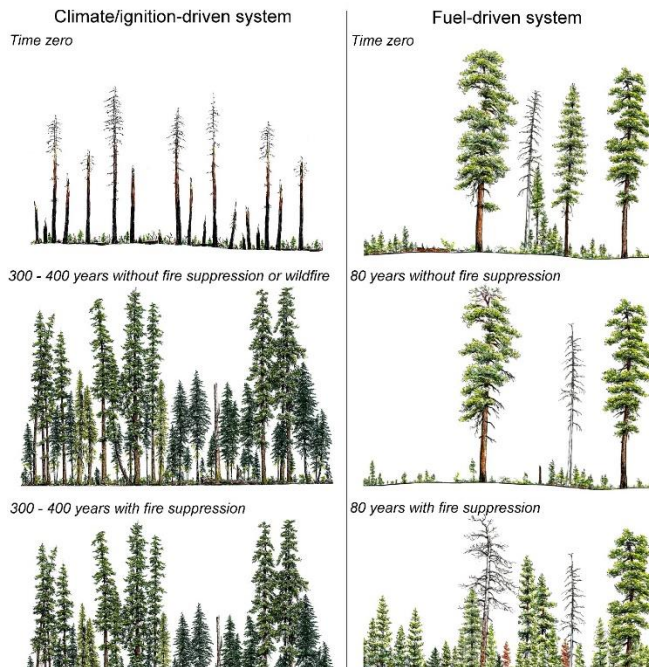 Climate/ignition-driven system
Time zero
300 - 400 years without fire suppression or wildfire
300 - 400 years with fire suppression
Fuel-driven system
Time zero
80 years without fire suppression
80 years with fire suppression